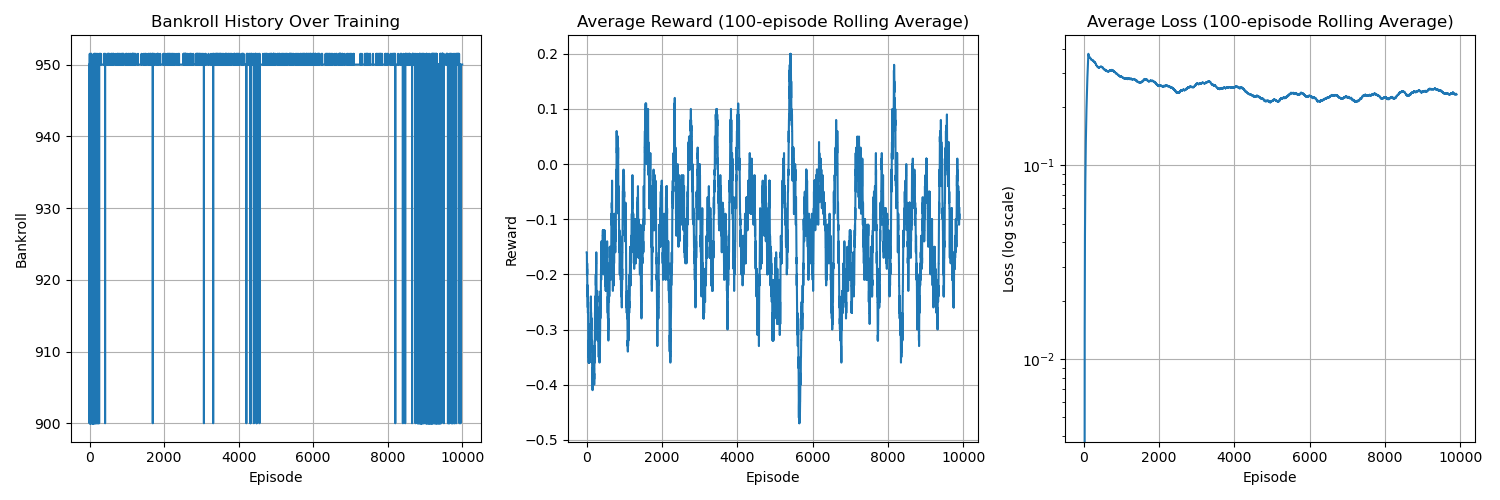 Bankroll History Over Training
Bankroll
950
940
930
920
910
900
0 2000 4000 6000 8000 10000
Episode
Average Reward (100-episode Rolling Average)
Reward
0.2
0.1
0.0
−0.1
−0.2
−0.3
−0.4
−0.5
0 2000 4000 6000 8000 10000
Episode
Average Loss (100-episode Rolling Average)
Loss (log scale)
10⁻¹
10⁻²
0 2000 4000 6000 8000 10000
Episode